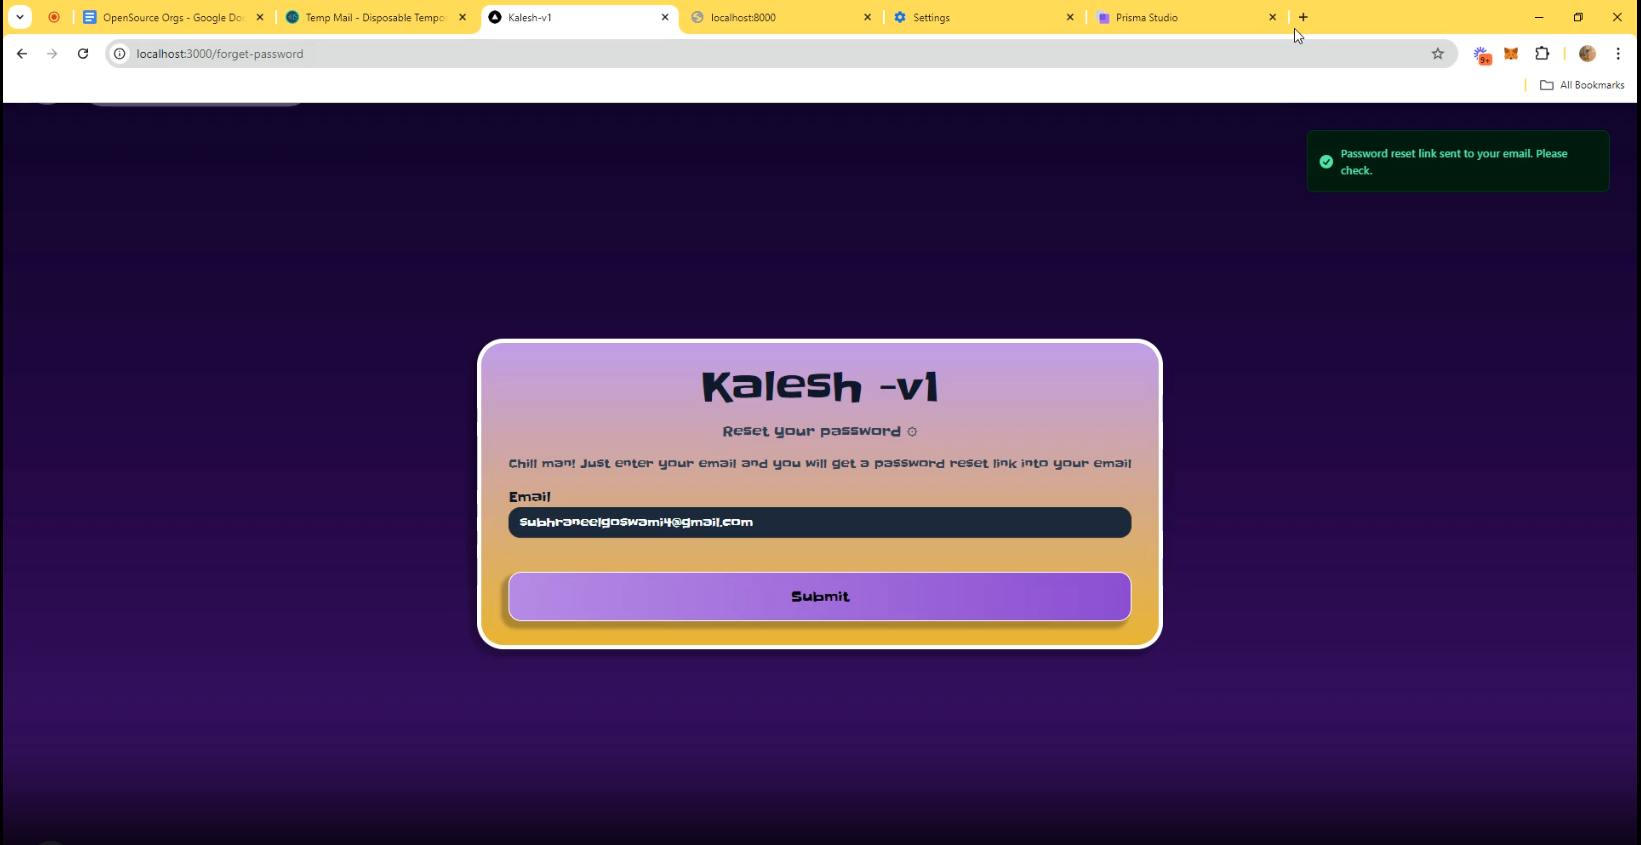 OpenSource Orgs - Google Doc
Temp Mail - Disposable Tempo
Kalesh-v1
localhost:8000
Settings
Prisma Studio
localhost:3000/forget-password
9+
All Bookmarks
Password reset link sent to your email. Please
check.
Kalesh -v1
Reset your password
Chill man! Just enter your email and you will get a password reset link into your email
Email
subhraneelgoswami4@gmail.com
Submit